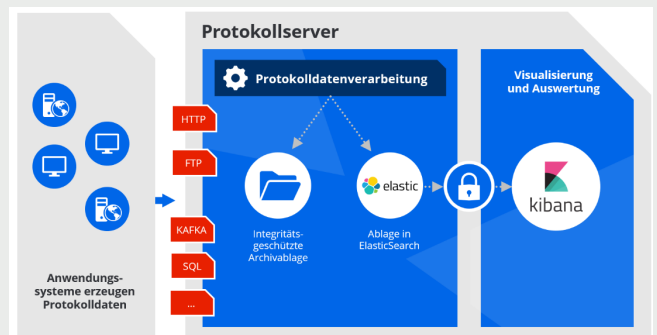 Protokollserver
Protokolldatenverarbeitung
Visualisierung
und Auswertung
HTTP
FTP
KAFKA
SQL
...
elastic
kibana
Integritäts-
geschützte
Archivablage
Ablage in
ElasticSearch
Anwendungs-
systeme erzeugen
Protokolldaten